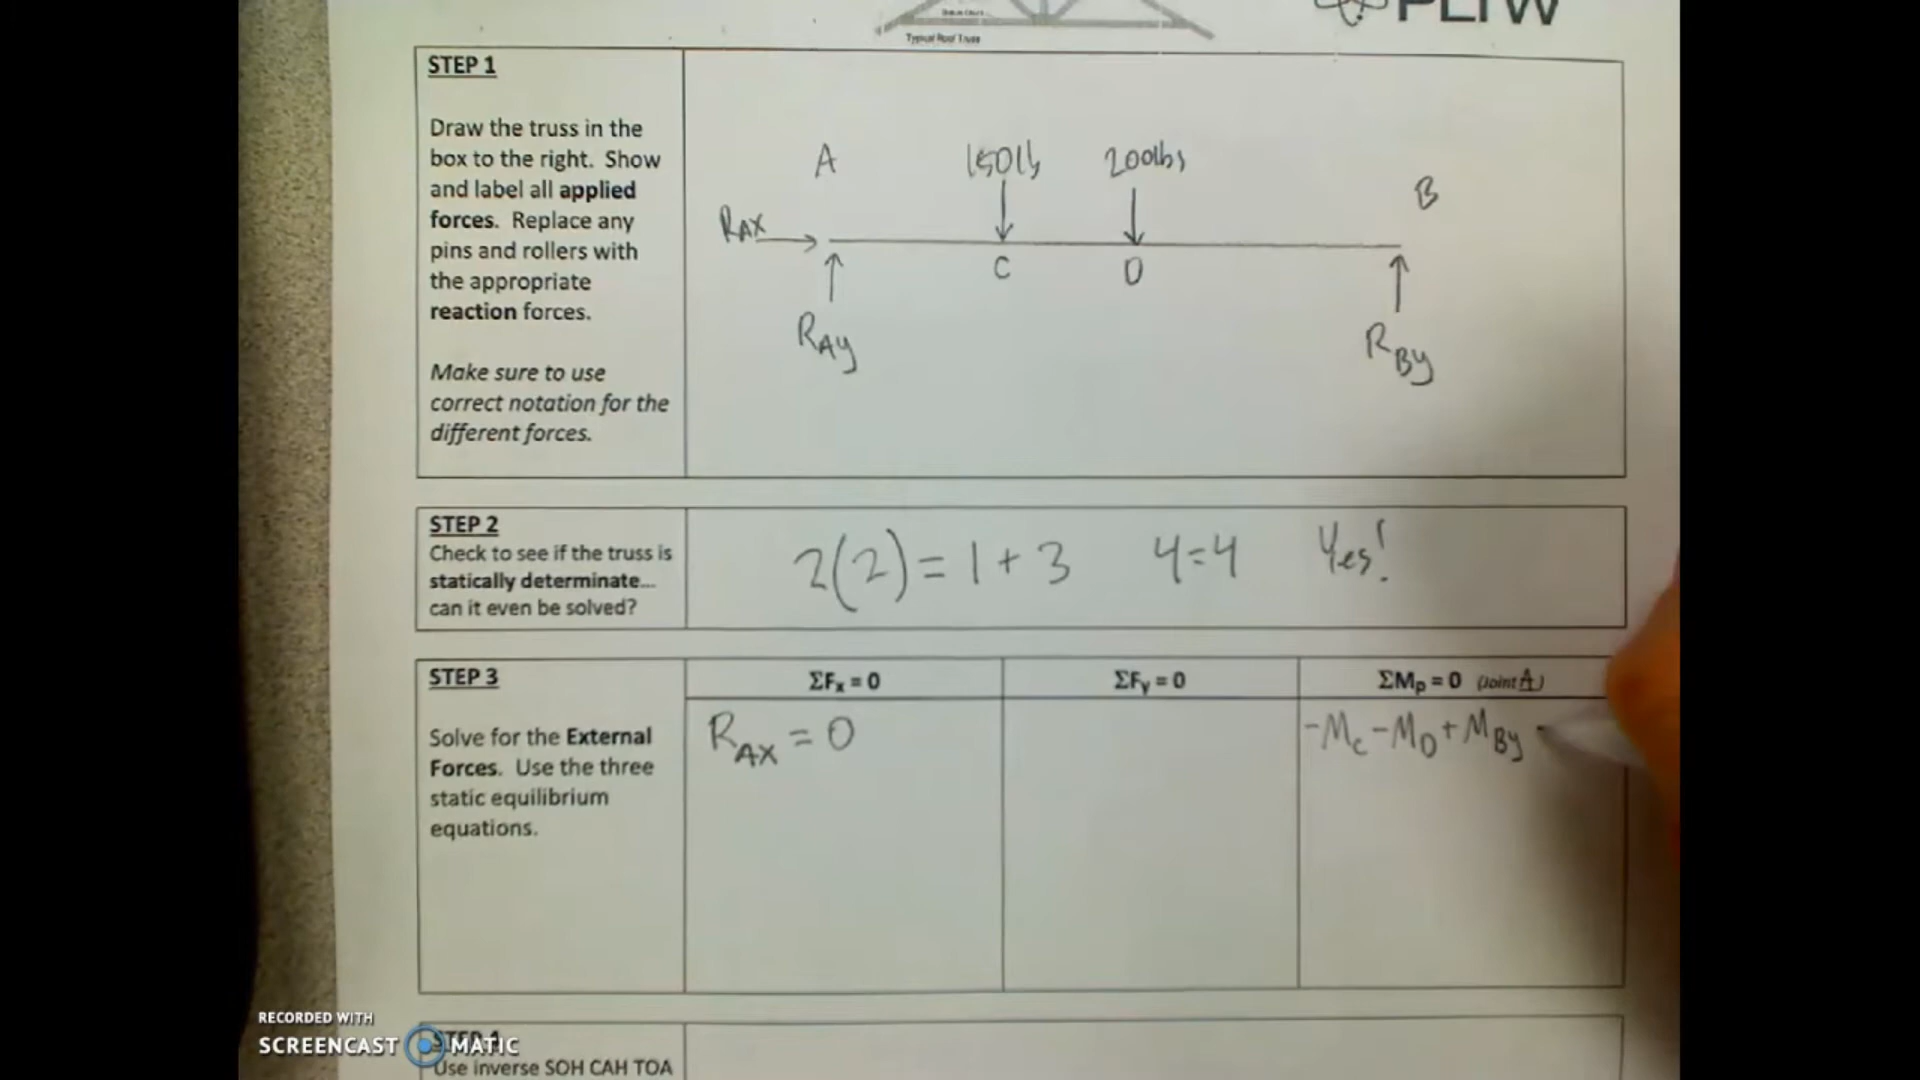 PLTW
Typical Roof Truss
STEP 1
Draw the truss in the
box to the right. Show
and label all applied
forces. Replace any
pins and rollers with
the appropriate
reaction forces.
Make sure to use
correct notation for the
different forces.
A 150lb 200lbs B
RAX
C D
RAy RBy
STEP 2
Check to see if the truss is
statically determinate...
can it even be solved?
2(2) = 1 + 3 4=4 Yes!
STEP 3
Solve for the External
Forces. Use the three
static equilibrium
equations.
ΣFx = 0 ΣFy = 0 ΣMp = 0 (Joint A)
RAX = 0 -Mc - MD + MBy
STEP 4
Use inverse SOH CAH TOA
RECORDED WITH
SCREENCAST MATIC